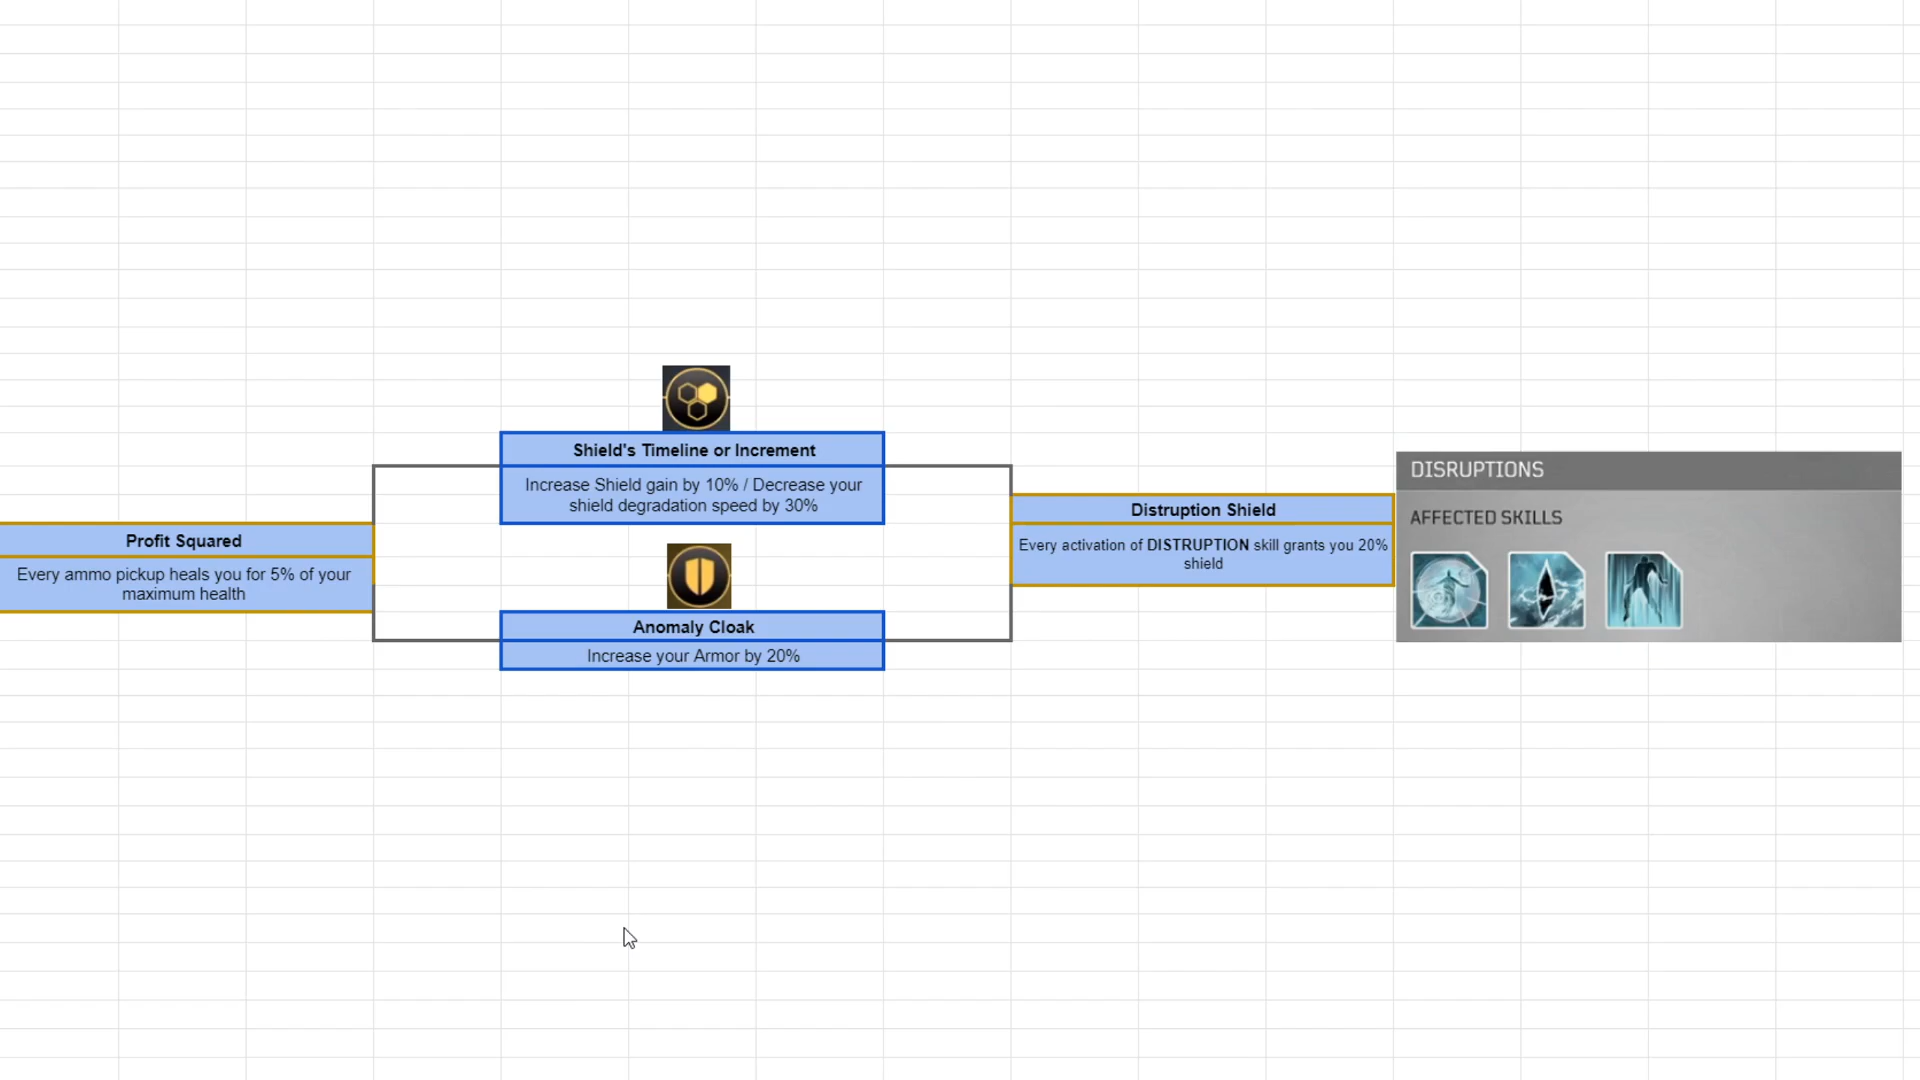 Shield's Timeline or Increment
Increase Shield gain by 10% / Decrease your
shield degradation speed by 30%
Profit Squared
Every ammo pickup heals you for 5% of your
maximum health
Anomaly Cloak
Increase your Armor by 20%
Distruption Shield
Every activation of DISTRUPTION skill grants you 20%
shield
DISRUPTIONS
AFFECTED SKILLS